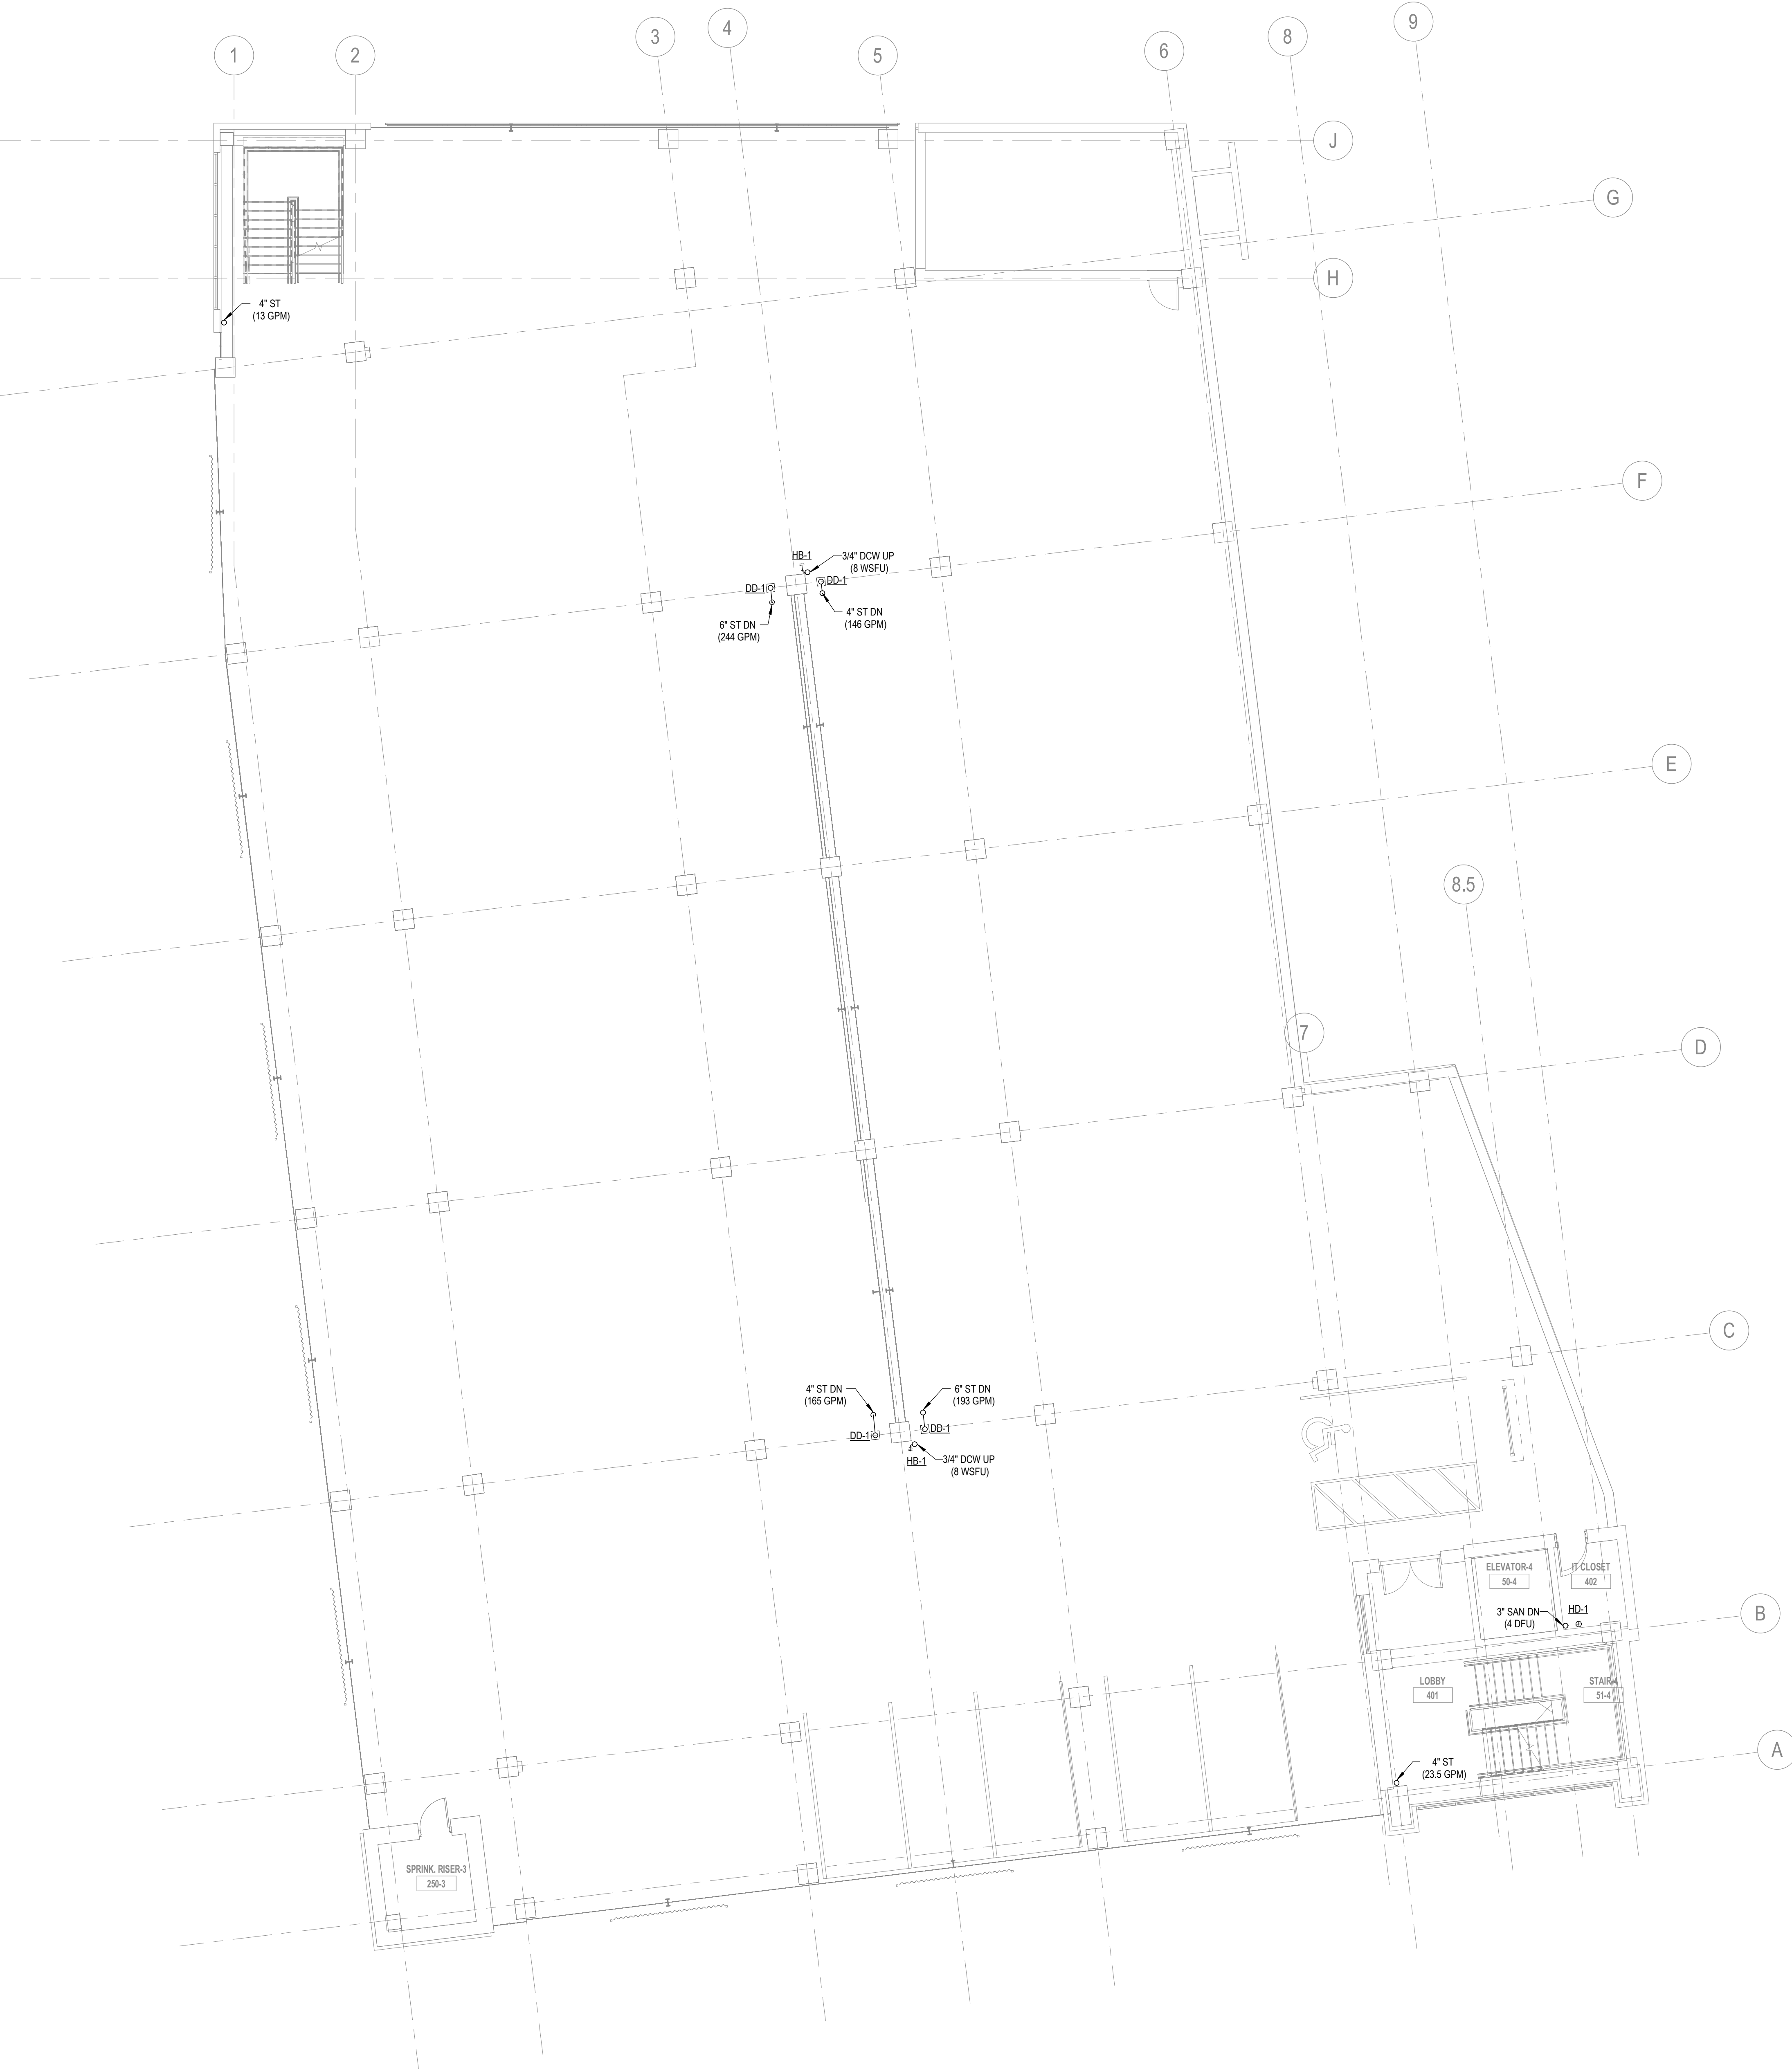 1
2
3
4
5
6
8
9
J
G
H
4" ST
(13 GPM)
F
HB-1
3/4" DCW UP
(8 WSFU)
DD-1
DD-1
6" ST DN
(244 GPM)
4" ST DN
(146 GPM)
E
8.5
7
D
C
4" ST DN
(165 GPM)
6" ST DN
(193 GPM)
DD-1
DD-1
HB-1
3/4" DCW UP
(8 WSFU)
ELEVATOR-4
50-4
IT CLOSET
402
3" SAN DN
(4 DFU)
HD-1
B
LOBBY
401
STAIR-4
51-4
A
4" ST
(23.5 GPM)
SPRINK. RISER-3
250-3